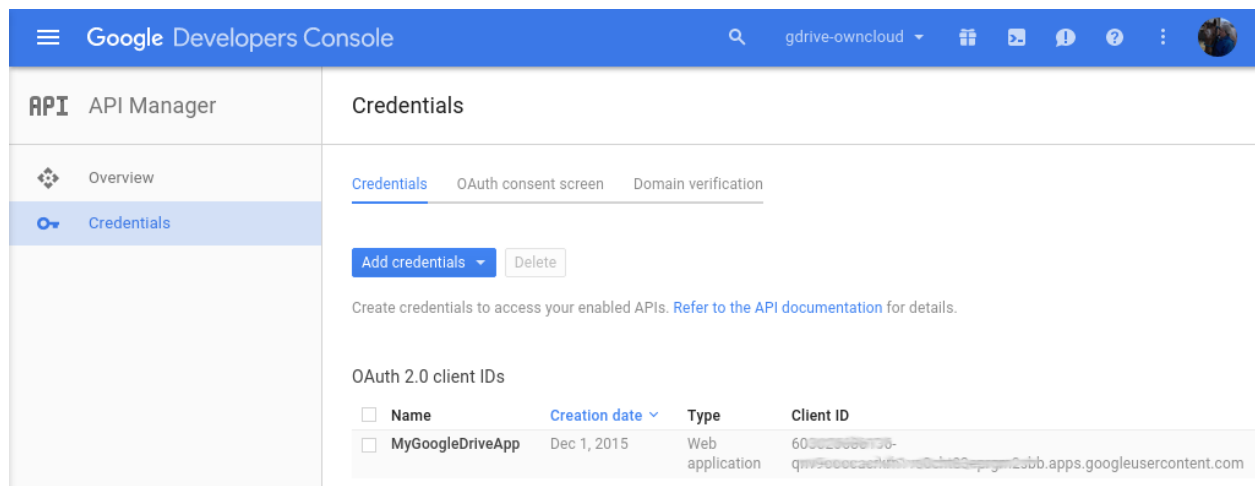 Google Developers Console
gdrive-owncloud
API API Manager
Credentials
Overview
Credentials
Credentials OAuth consent screen Domain verification
Add credentials Delete
Create credentials to access your enabled APIs. Refer to the API documentation for details.
OAuth 2.0 client IDs
Name Creation date Type Client ID
MyGoogleDriveApp Dec 1, 2015 Web
application .apps.googleusercontent.com